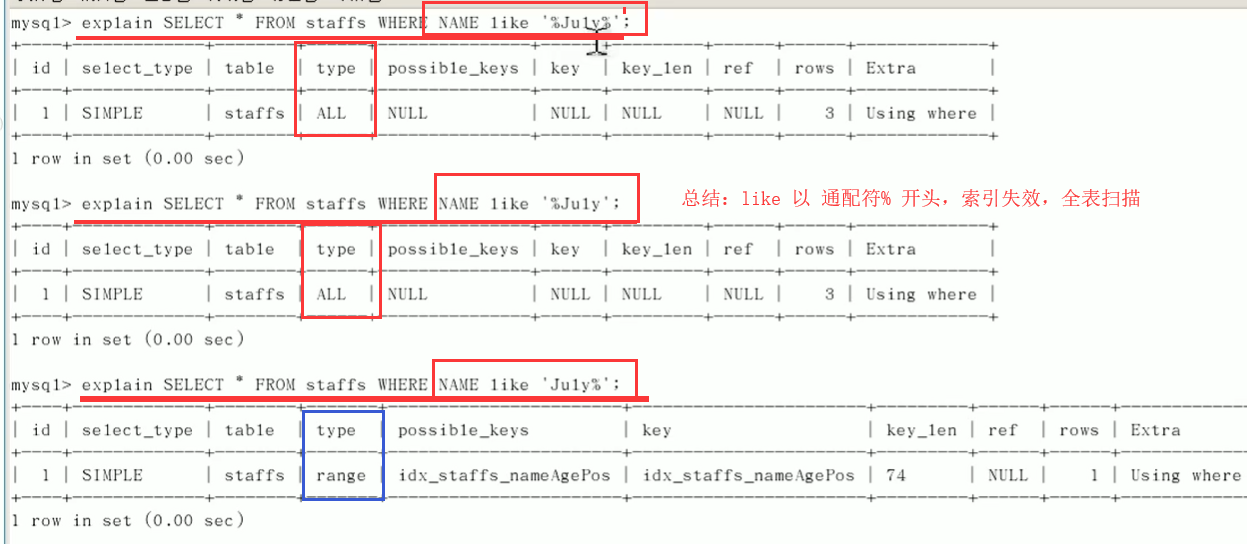 mysql> explain SELECT * FROM staffs WHERE NAME like '%July%';
| id | select_type | table | type | possible_keys | key | key_len | ref | rows | Extra |
| 1 | SIMPLE | staffs | ALL | NULL | NULL | NULL | NULL | 3 | Using where |
1 row in set (0.00 sec)
mysql> explain SELECT * FROM staffs WHERE NAME like '%July';
总结：like 以 通配符% 开头，索引失效，全表扫描
| id | select_type | table | type | possible_keys | key | key_len | ref | rows | Extra |
| 1 | SIMPLE | staffs | ALL | NULL | NULL | NULL | NULL | 3 | Using where |
1 row in set (0.00 sec)
mysql> explain SELECT * FROM staffs WHERE NAME like 'July%';
| id | select_type | table | type | possible_keys | key | key_len | ref | rows | Extra
| 1 | SIMPLE | staffs | range | idx_staffs_nameAgePos | idx_staffs_nameAgePos | 74 | NULL | 1 | Using where
1 row in set (0.00 sec)